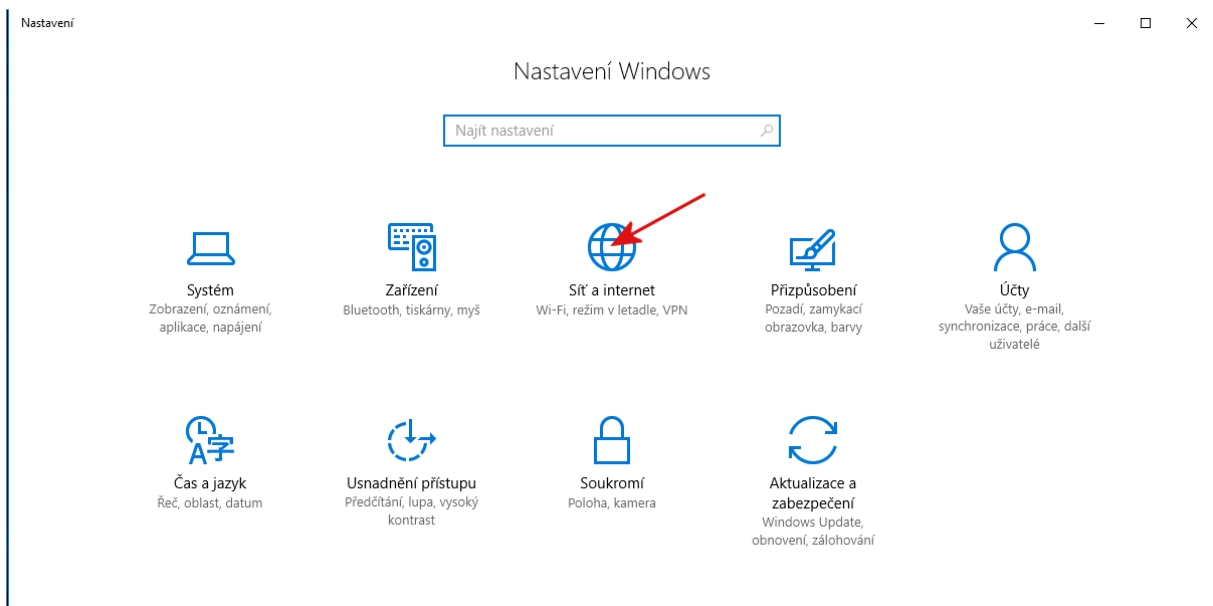 Nastavení
Nastavení Windows
Najít nastavení
Systém
Zobrazení, oznámení,
aplikace, napájení
Zařízení
Bluetooth, tiskárny, myš
Síť a internet
Wi-Fi, režim v letadle, VPN
Přizpůsobení
Pozadí, zamykací
obrazovka, barvy
Účty
Vaše účty, e-mail,
synchronizace, práce, další
uživatelé
Čas a jazyk
Řeč, oblast, datum
Usnadnění přístupu
Předčítání, lupa, vysoký
kontrast
Soukromí
Poloha, kamera
Aktualizace a
zabezpečení
Windows Update,
obnovení, zálohování